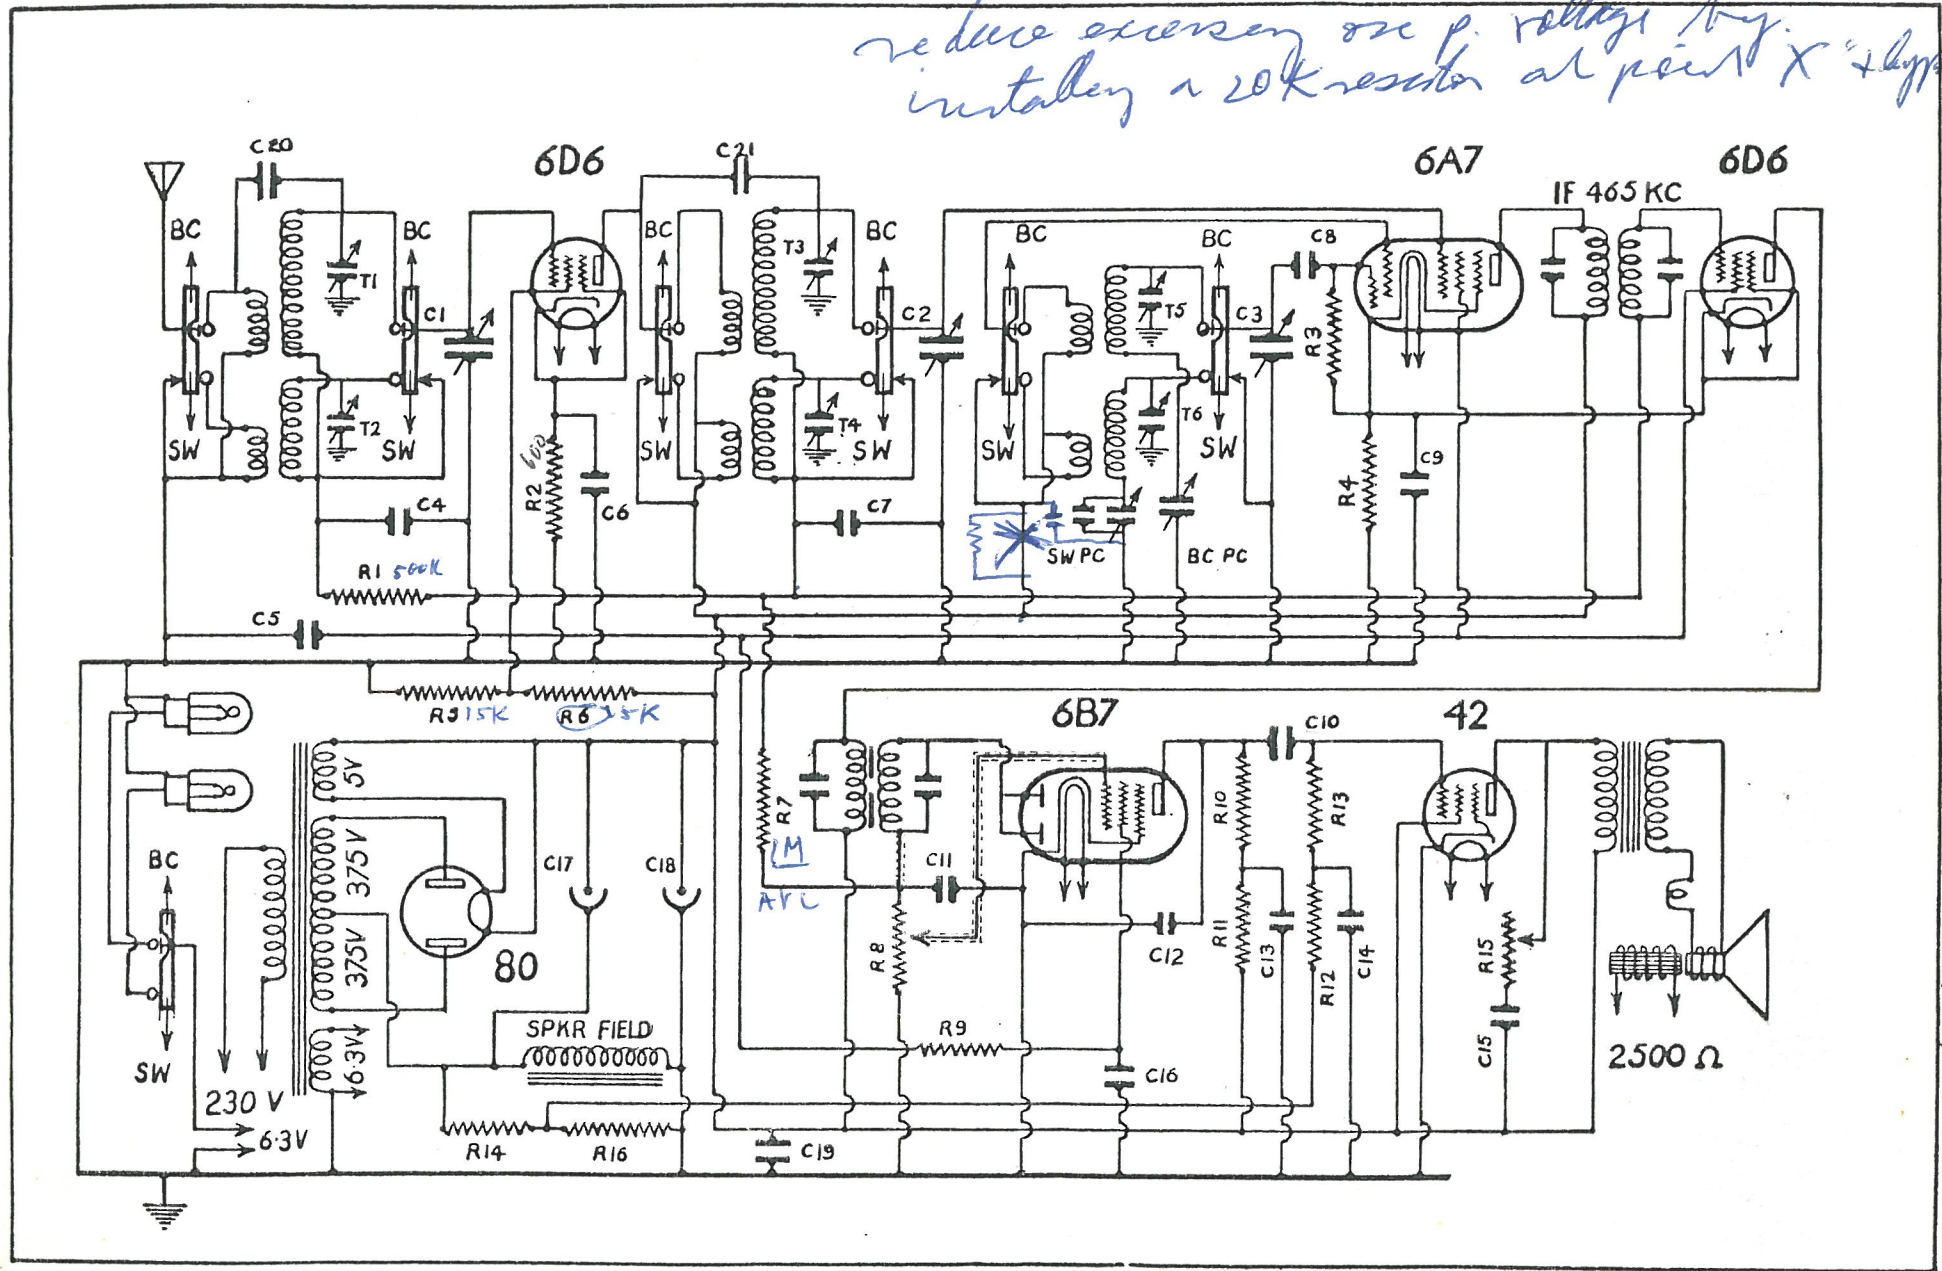 reduce excessive osc p. voltage by
installing a 20K resistor at point X "+
C20
6D6
C21
6A7
6D6
IF 465 KC
BC
BC
BC
BC
BC
BC
C8
T1
T3
T5
C1
C2
C3
R3
T2
T4
T6
SW
SW
SW
SW
SW
SW
R2
600
C6
R4
C9
C4
C7
SW PC
BC PC
R1 500K
C5
R5 15K
R6 15K
6B7
42
C10
5V
R7
1M
R10
R13
375V
BC
C17
C18
C11
AVC
375V
80
R8
C12
R11
C13
R12
C14
R15
SPKR FIELD
R9
6.3V
SW
C15
2500 Ω
C16
230 V
6.3V
R14
R16
C19